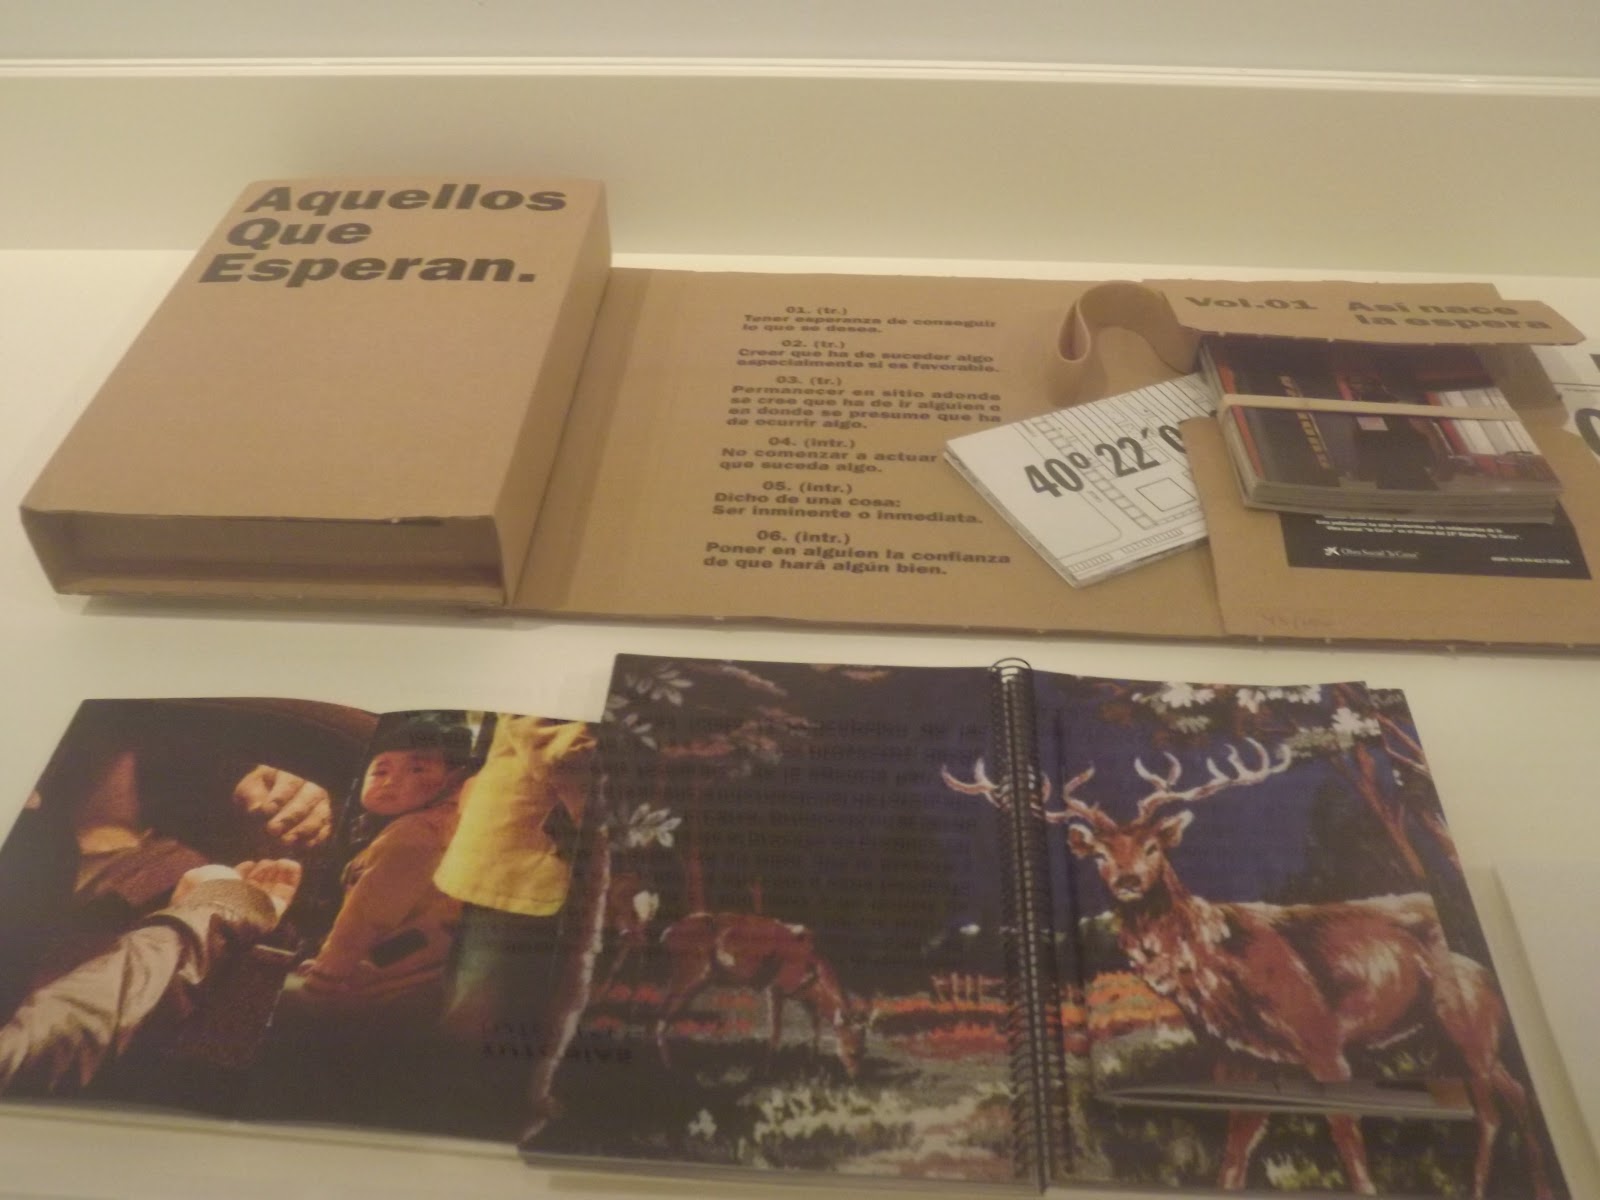 Aquellos
Que
Esperan.
01. (tr.)
Tener esperanza de conseguir
lo que se desea.
02. (tr.)
Creer que ha de suceder algo
especialmente si es favorable.
03. (tr.)
Permanecer en sitio adonde
se cree que ha de ir alguien o
en donde se presume que ha
de ocurrir algo.
04. (intr.)
No comenzar a actuar
que suceda algo.
05. (intr.)
Dicho de una cosa:
Ser inminente o inmediata.
06. (intr.)
Poner en alguien la confianza
de que hará algún bien.
Vol.01 Así nace
la espera
40º 22´0
Obra Social "la Caixa"